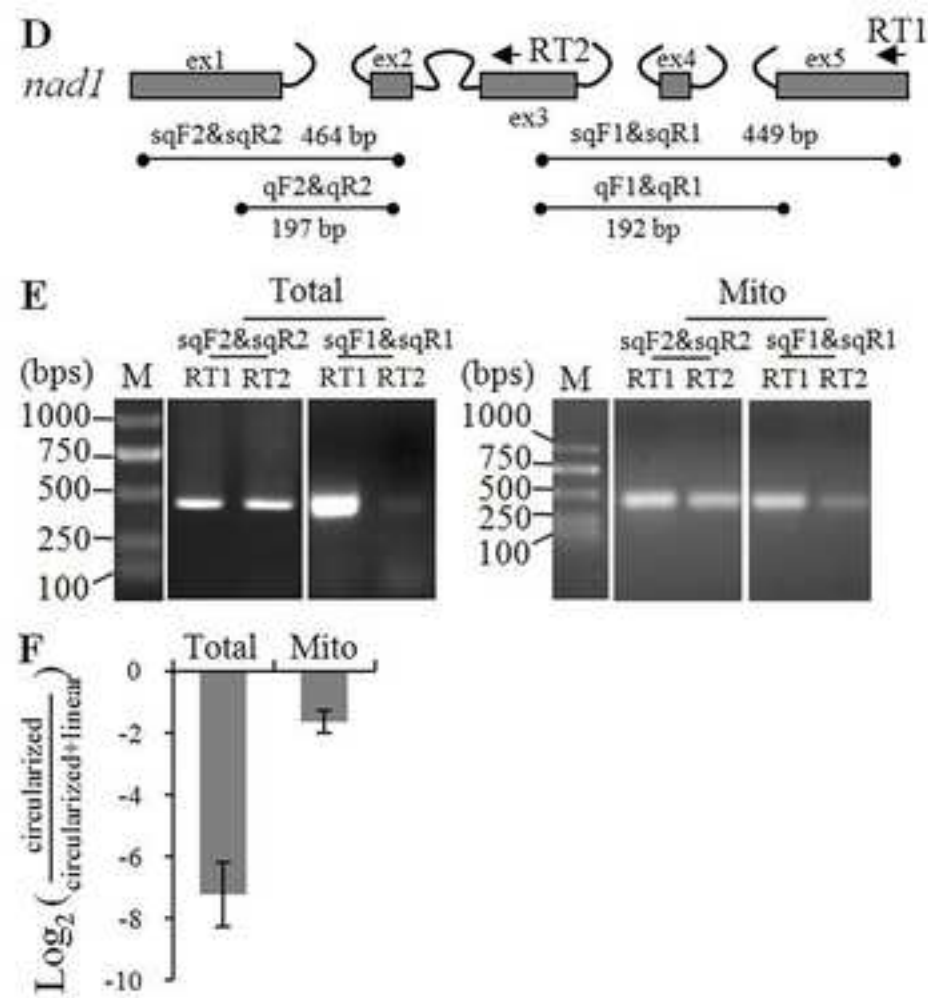 D
nad1
ex1
ex2
RT2
ex3
ex4
ex5
RT1
sqF2&sqR2 464 bp
sqF1&sqR1 449 bp
qF2&qR2
197 bp
qF1&qR1
192 bp
E
Total
Mito
sqF2&sqR2 sqF1&sqR1
sqF2&sqR2 sqF1&sqR1
(bps) M RT1 RT2 RT1 RT2
(bps) M RT1 RT2 RT1 RT2
1000
750
500
250
100
1000
750
500
250
100
F
Total Mito
Log2 (circularized
circularized+linear)
0
-2
-4
-6
-8
-10